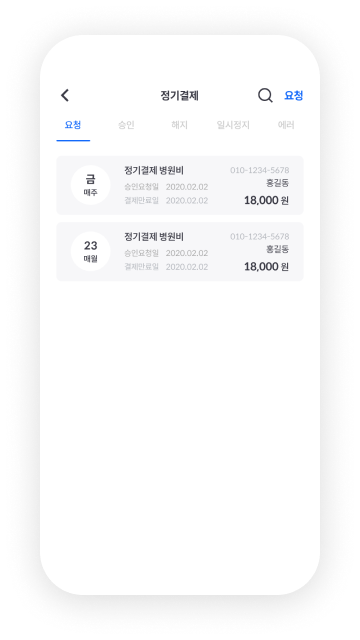 정기결제 요청
요청 승인 해지 일시정지 에러
정기결제 병원비 010-1234-5678
금 홍길동
매주 승인요청일 2020.02.02
결제만료일 2020.02.02 18,000 원
정기결제 병원비 010-1234-5678
23 홍길동
매월 승인요청일 2020.02.02
결제만료일 2020.02.02 18,000 원